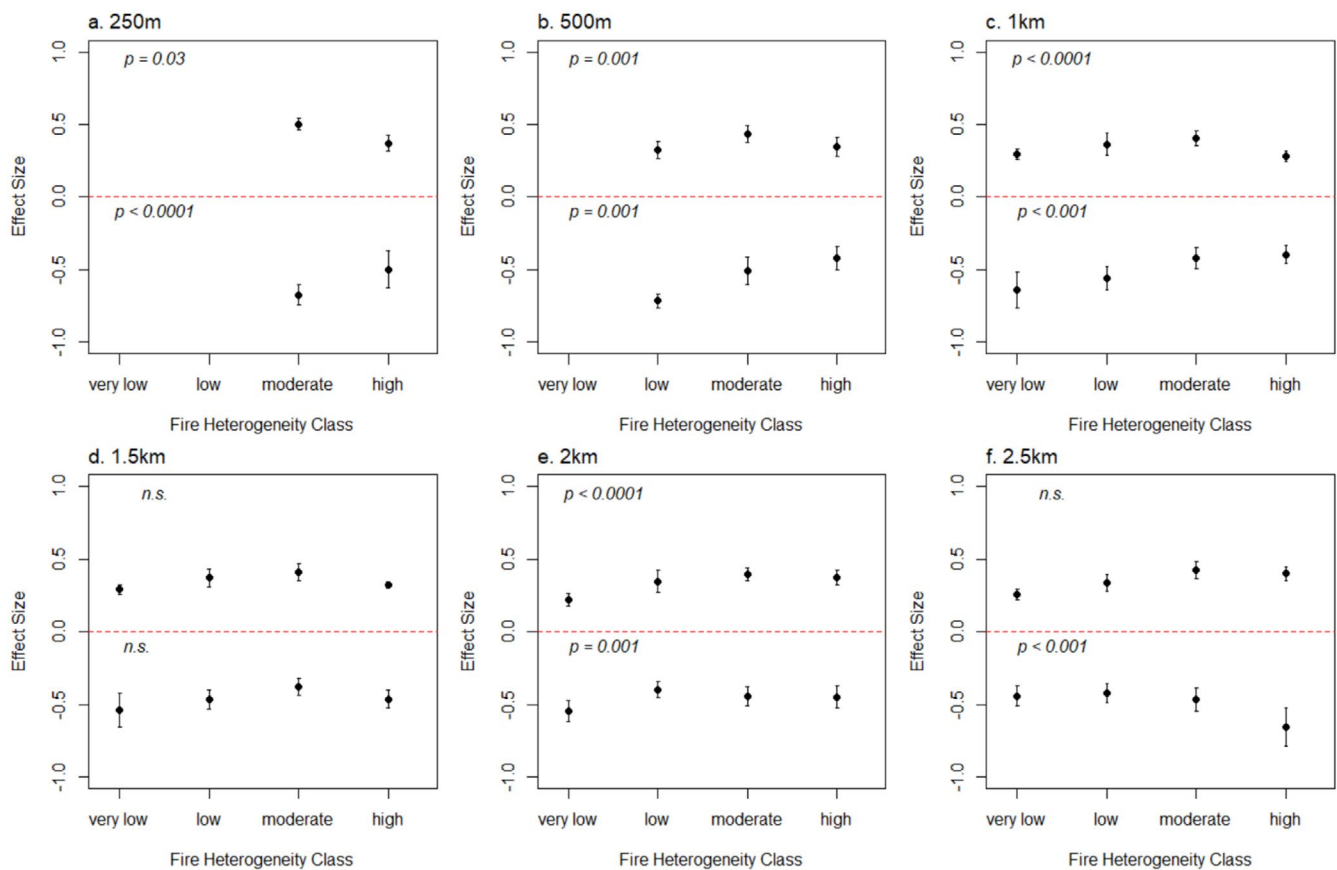 a. 250m
p = 0.03
p < 0.0001
Effect Size
1.0
0.5
0.0
-0.5
-1.0
very low low moderate high
Fire Heterogeneity Class
b. 500m
p = 0.001
p = 0.001
Effect Size
1.0
0.5
0.0
-0.5
-1.0
very low low moderate high
Fire Heterogeneity Class
c. 1km
p < 0.0001
p < 0.001
Effect Size
1.0
0.5
0.0
-0.5
-1.0
very low low moderate high
Fire Heterogeneity Class
d. 1.5km
n.s.
n.s.
Effect Size
1.0
0.5
0.0
-0.5
-1.0
very low low moderate high
Fire Heterogeneity Class
e. 2km
p < 0.0001
p = 0.001
Effect Size
1.0
0.5
0.0
-0.5
-1.0
very low low moderate high
Fire Heterogeneity Class
f. 2.5km
n.s.
p < 0.001
Effect Size
1.0
0.5
0.0
-0.5
-1.0
very low low moderate high
Fire Heterogeneity Class